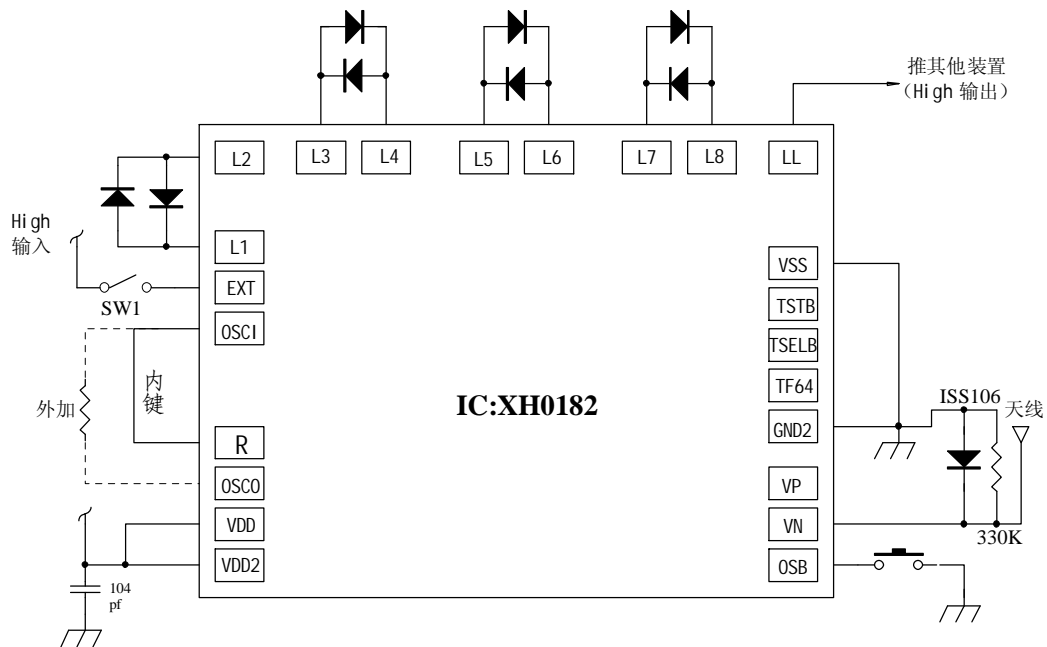 推其他装置
(High 输出)
L2
L3
L4
L5
L6
L7
L8
LL
High
输入
L1
EXT
SW1
OSCI
内键
外加
R
OSCO
VDD
VDD2
104
pf
IC:XH0182
VSS
TSTB
TSELB
TF64
GND2
VP
VN
OSB
ISS106
天线
330K